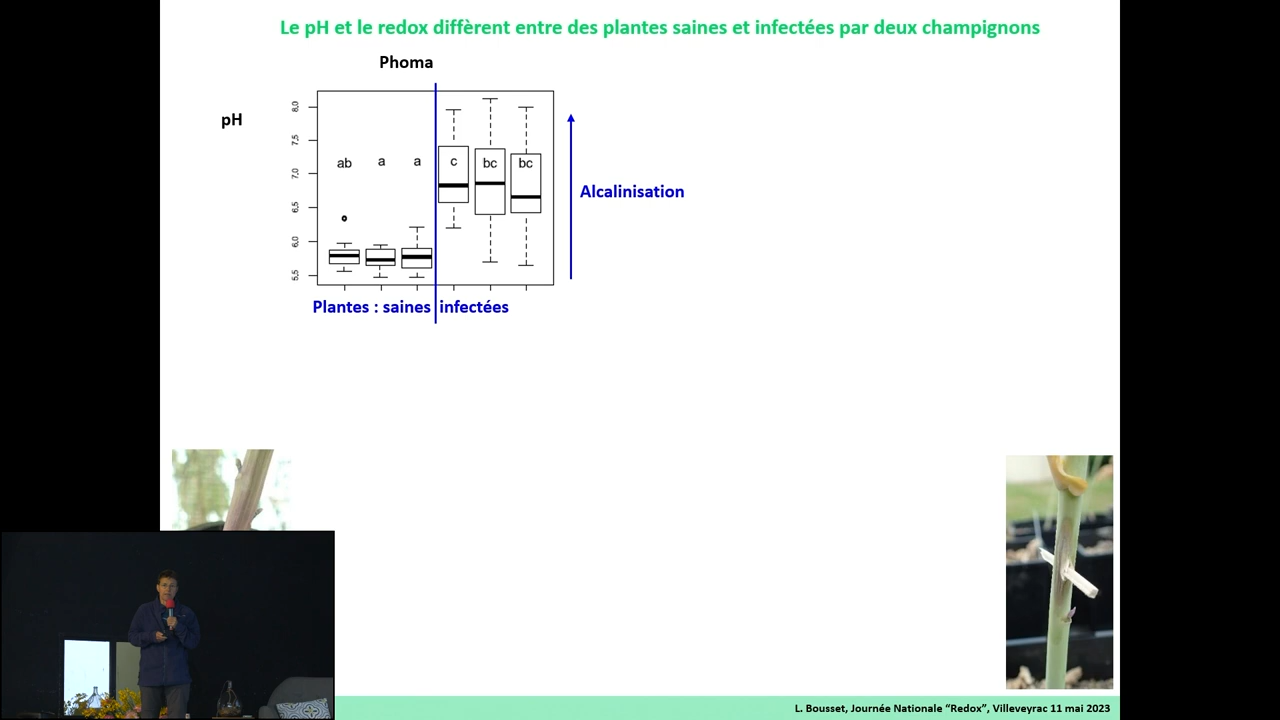 Le pH et le redox diffèrent entre des plantes saines et infectées par deux champignons
Phoma
pH
8,0
7,5
7,0
6,5
6,0
5,5
ab
a
a
c
bc
bc
Alcalinisation
Plantes : saines
infectées
L. Bousset, Journée Nationale “Redox”, Villeveyrac 11 mai 2023